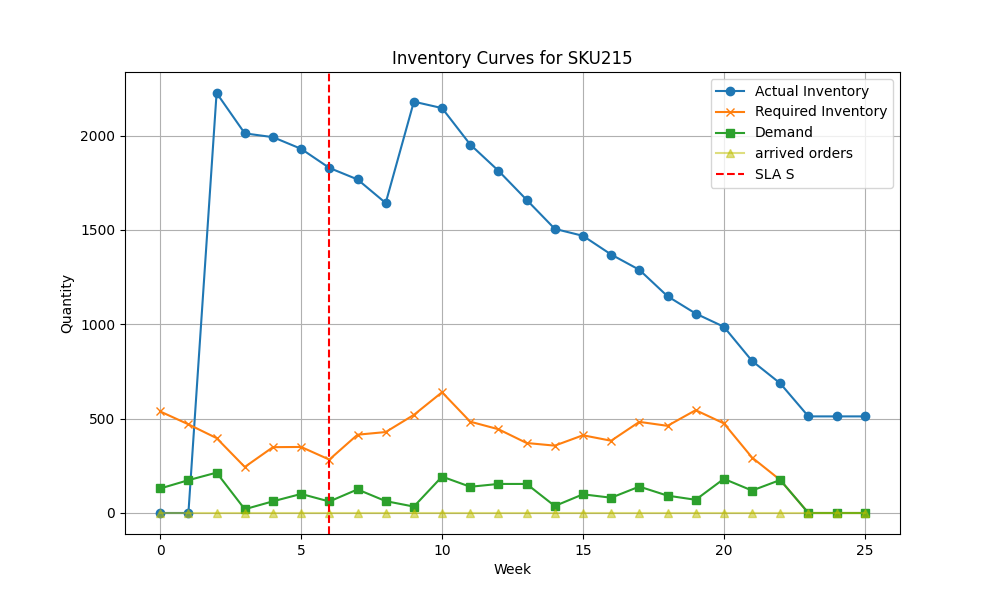 Inventory Curves for SKU215
Actual Inventory
Required Inventory
Demand
arrived orders
SLA S
Quantity
2000
1500
1000
500
0
0 5 10 15 20 25
Week